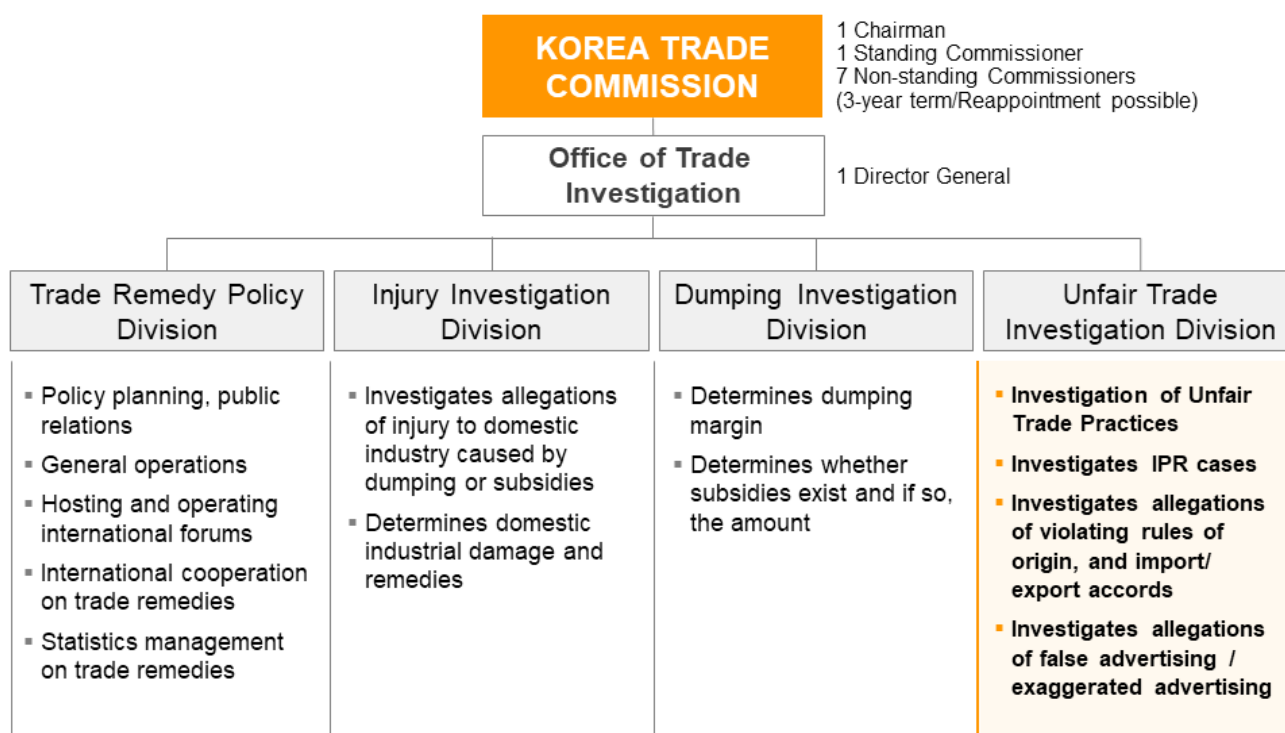 KOREA TRADE
COMMISSION
1 Chairman
1 Standing Commissioner
7 Non-standing Commissioners
(3-year term/Reappointment possible)
Office of Trade
Investigation
1 Director General
Trade Remedy Policy
Division
Injury Investigation
Division
Dumping Investigation
Division
Unfair Trade
Investigation Division
▪ Policy planning, public
relations
▪ General operations
▪ Hosting and operating
international forums
▪ International cooperation
on trade remedies
▪ Statistics management
on trade remedies
▪ Investigates allegations
of injury to domestic
industry caused by
dumping or subsidies
▪ Determines domestic
industrial damage and
remedies
▪ Determines dumping
margin
▪ Determines whether
subsidies exist and if so,
the amount
▪ Investigation of Unfair
Trade Practices
▪ Investigates IPR cases
▪ Investigates allegations
of violating rules of
origin, and import/
export accords
▪ Investigates allegations
of false advertising /
exaggerated advertising